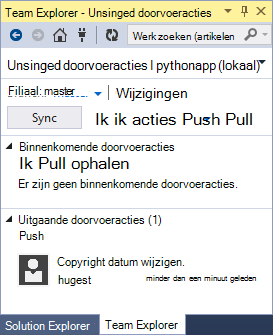 Team Explorer - Unsinged doorvoeracties
Werk zoeken (artikelen
Unsinged doorvoeracties | pythonapp (lokaal)
Filiaal: master Wijzigingen
Sync Ik ik acties Push Pull
Binnenkomende doorvoeracties
Ik Pull ophalen
Er zijn geen binnenkomende doorvoeracties.
Uitgaande doorvoeracties (1)
Push
Copyright datum wijzigen.
hugest minder dan een minuut geleden
Solution Explorer Team Explorer